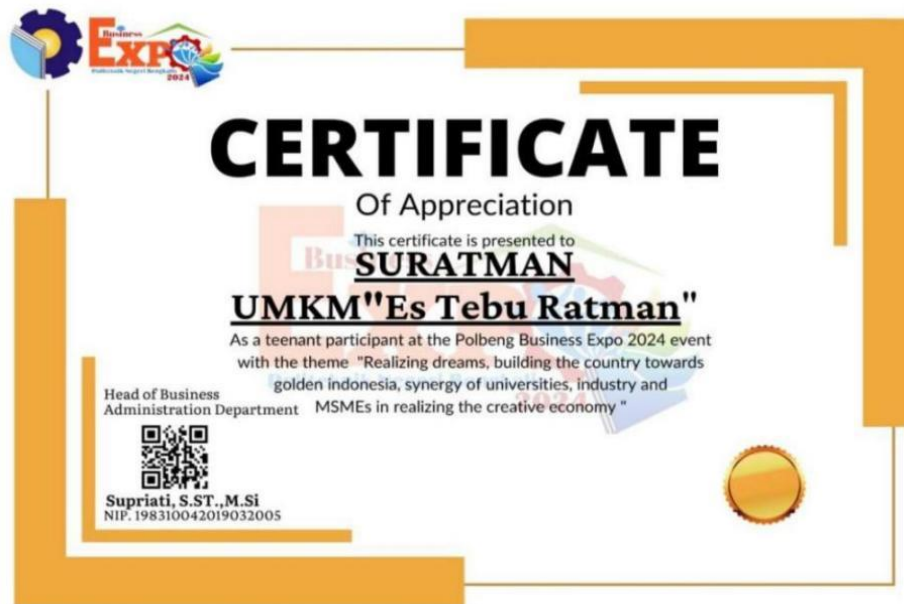 Business
EXPO
Politeknik Negeri Bengkalis
2024
CERTIFICATE
Of Appreciation
This certificate is presented to
SURATMAN
UMKM"Es Tebu Ratman"
As a teenant participant at the Polbeng Business Expo 2024 event
with the theme "Realizing dreams, building the country towards
golden indonesia, synergy of universities, industry and
MSMEs in realizing the creative economy "
Head of Business
Administration Department
Supriati, S.ST.,M.Si
NIP. 198310042019032005